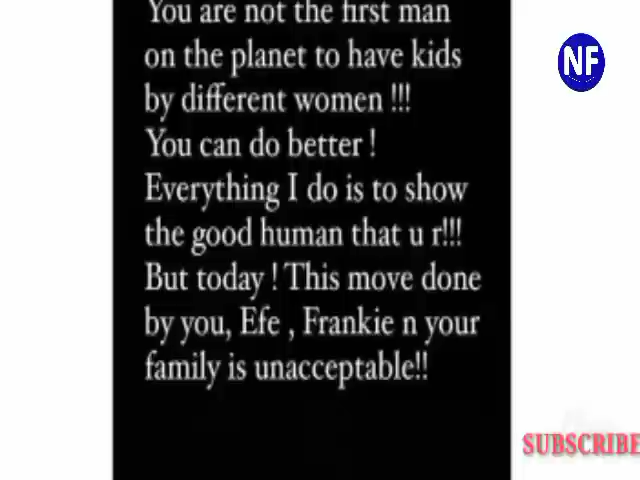 You are not the first man
on the planet to have kids
by different women !!!
You can do better !
Everything I do is to show
the good human that u r!!!
But today ! This move done
by you, Efe , Frankie n your
family is unacceptable!!
NF
SUBSCRIBE